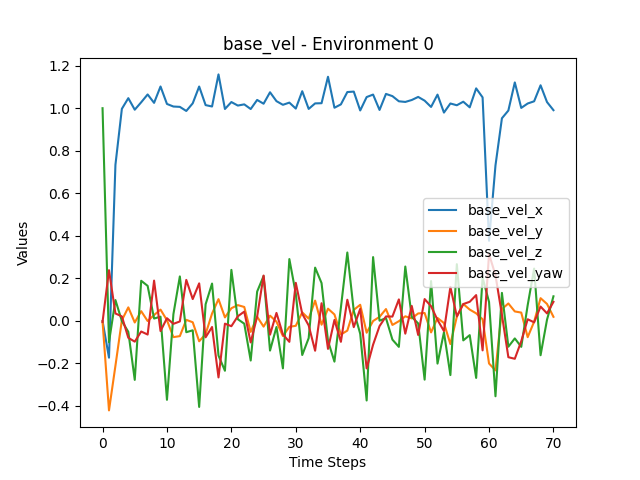 base_vel - Environment 0
Values
1.2
1.0
0.8
0.6
0.4
0.2
0.0
−0.2
−0.4
base_vel_x
base_vel_y
base_vel_z
base_vel_yaw
0 10 20 30 40 50 60 70
Time Steps